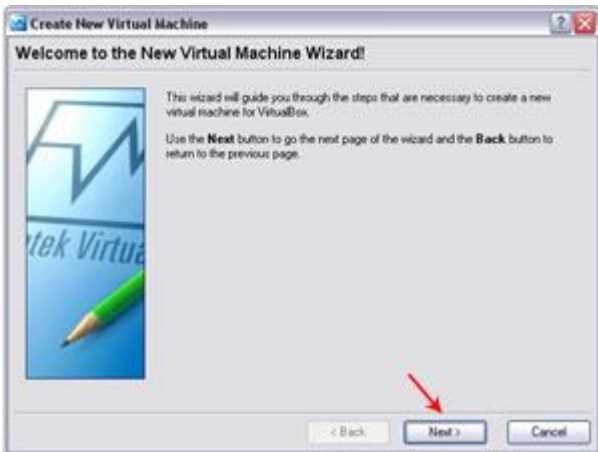 Create New Virtual Machine
Welcome to the New Virtual Machine Wizard!
This wizard will guide you through the steps that are necessary to create a new
virtual machine for VirtualBox.
Use the Next button to go the next page of the wizard and the Back button to
return to the previous page.
tek Virtua
< Back
Next >
Cancel